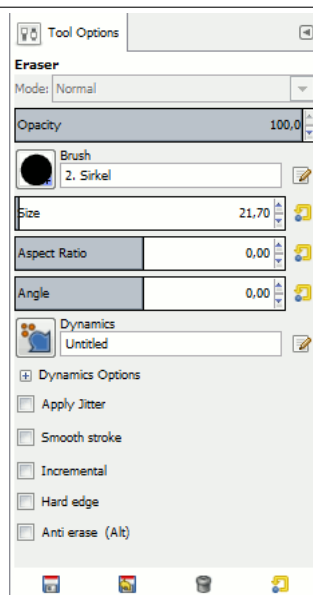 Tool Options
Eraser
Mode: Normal
Opacity 100,0
Brush
2. Sirkel
Size 21,70
Aspect Ratio 0,00
Angle 0,00
Dynamics
Untitled
Dynamics Options
Apply Jitter
Smooth stroke
Incremental
Hard edge
Anti erase (Alt)